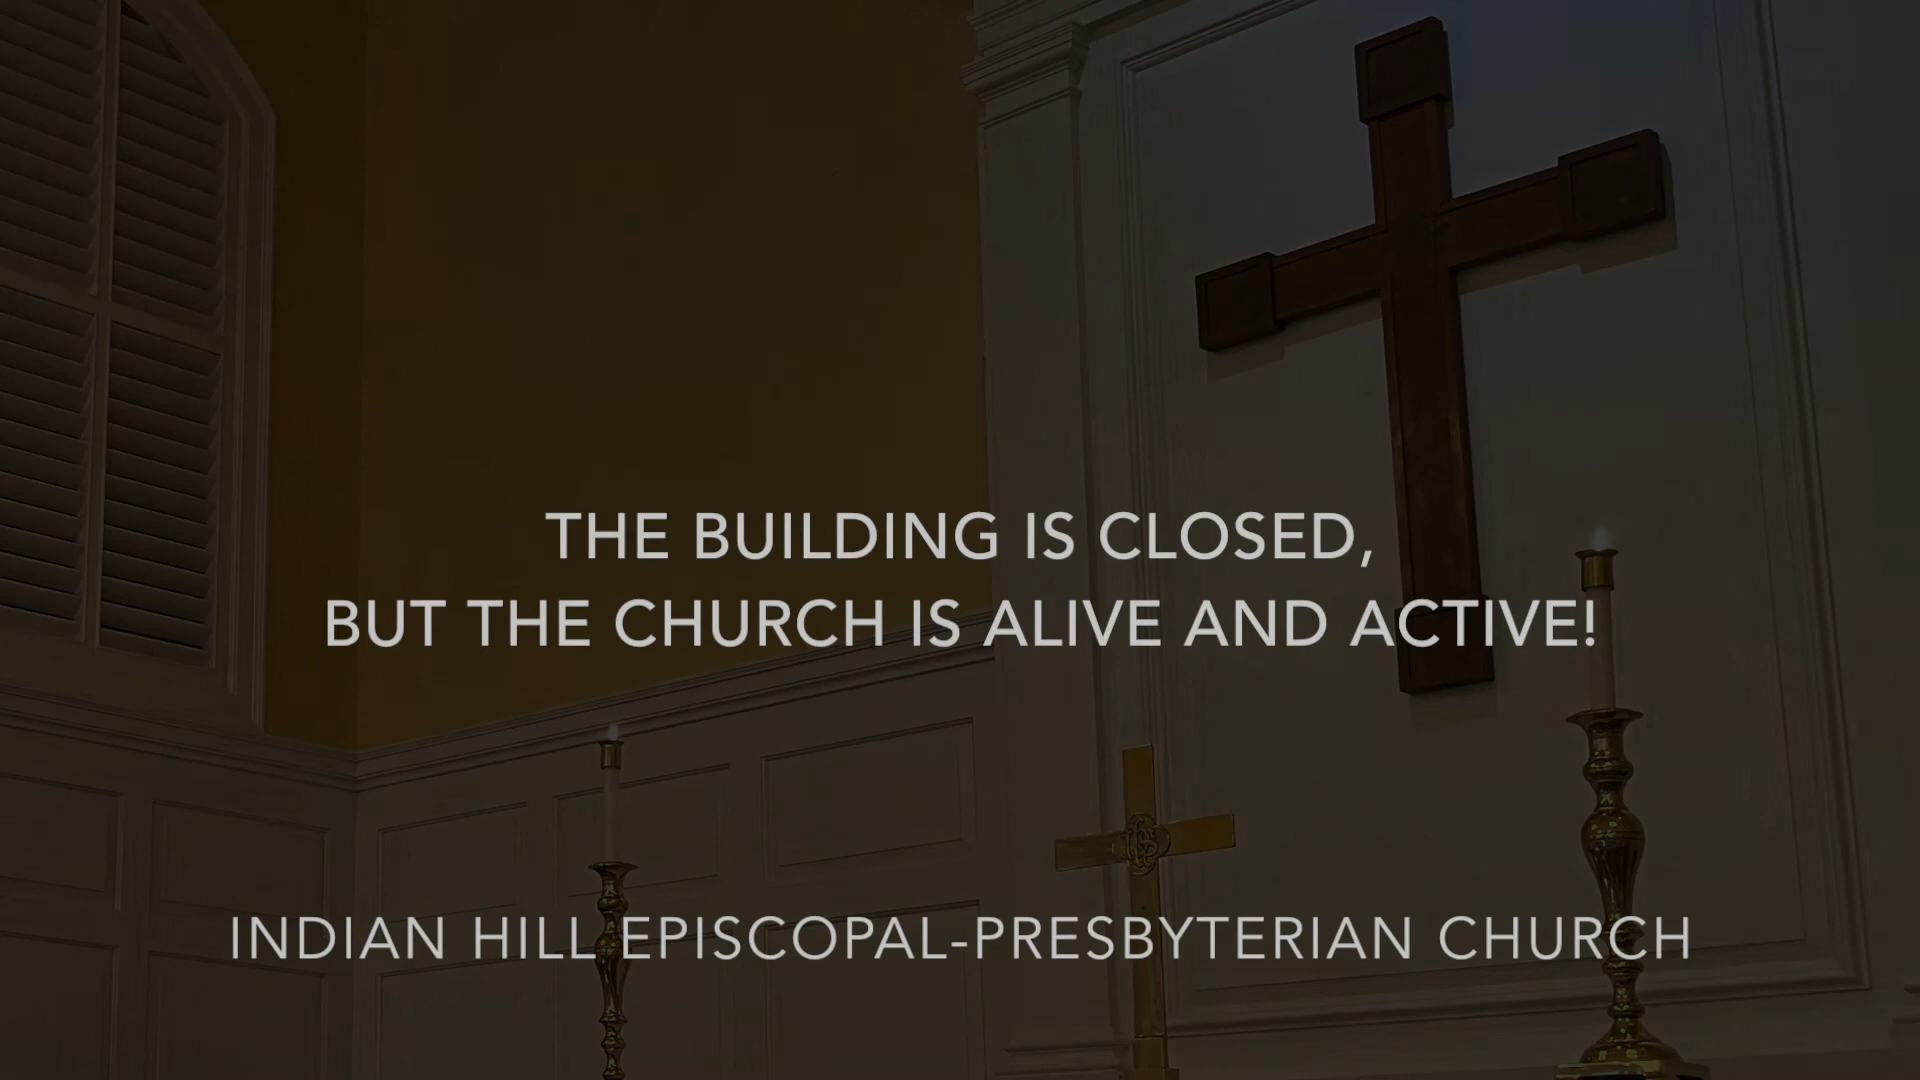 THE BUILDING IS CLOSED,
BUT THE CHURCH IS ALIVE AND ACTIVE!
INDIAN HILL EPISCOPAL-PRESBYTERIAN CHURCH